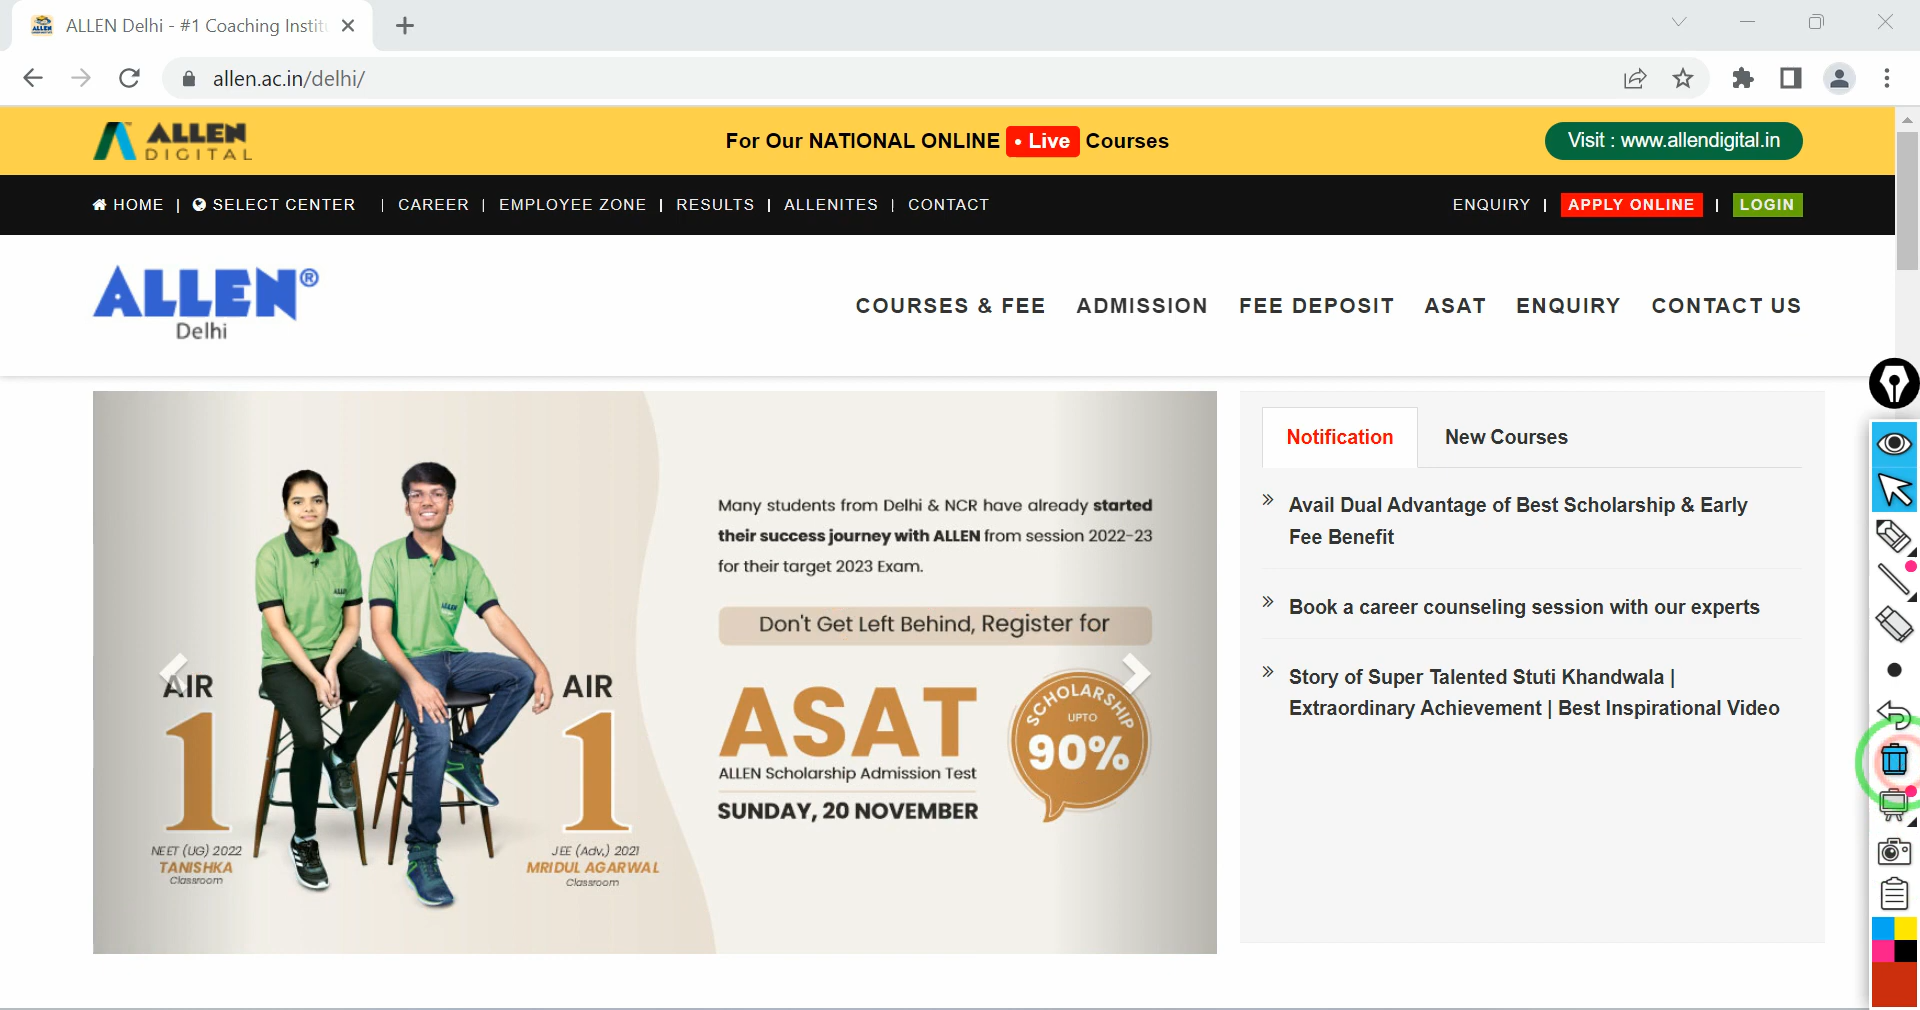 ALLEN Delhi - #1 Coaching Instit
allen.ac.in/delhi/
ALLEN
DIGITAL
For Our NATIONAL ONLINE • Live Courses
Visit : www.allendigital.in
HOME | SELECT CENTER | CAREER | EMPLOYEE ZONE | RESULTS | ALLENITES | CONTACT
ENQUIRY | APPLY ONLINE | LOGIN
ALLEN®
Delhi
COURSES & FEE ADMISSION FEE DEPOSIT ASAT ENQUIRY CONTACT US
Many students from Delhi & NCR have already started
their success journey with ALLEN from session 2022-23
for their target 2023 Exam.
Don't Get Left Behind, Register for
ASAT
ALLEN Scholarship Admission Test
SUNDAY, 20 NOVEMBER
SCHOLARSHIP
UPTO
90%
AIR
1
NEET (UG) 2022
TANISHKA
Classroom
AIR
1
JEE (Adv.) 2021
MRIDUL AGARWAL
Classroom
ALLEN
ALLEN
Notification New Courses
» Avail Dual Advantage of Best Scholarship & Early
Fee Benefit
» Book a career counseling session with our experts
» Story of Super Talented Stuti Khandwala |
Extraordinary Achievement | Best Inspirational Video